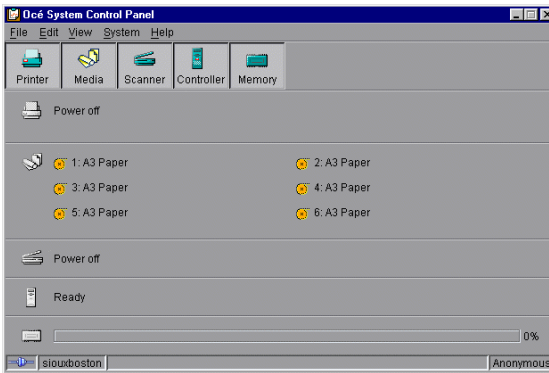 Océ System Control Panel
File Edit View System Help
Printer Media Scanner Controller Memory
Power off
1: A3 Paper 2: A3 Paper
3: A3 Paper 4: A3 Paper
5: A3 Paper 6: A3 Paper
Power off
Ready
0%
siouxboston Anonymous